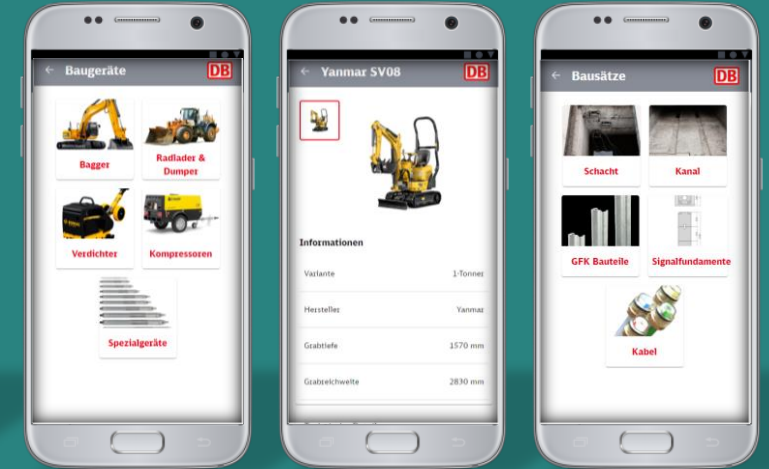 Baugeräte
DB
Bagger
Radlader &
Dumper
Verdichter
Kompressoren
Spezialgeräte
Yanmar SV08
DB
Informationen
Variante
1-Tonner
Hersteller
Yanmar
Grabtiefe
1570 mm
Grabreichweite
2830 mm
Bausätze
DB
Schacht
Kanal
GFK Bauteile
Signalfundamente
Kabel